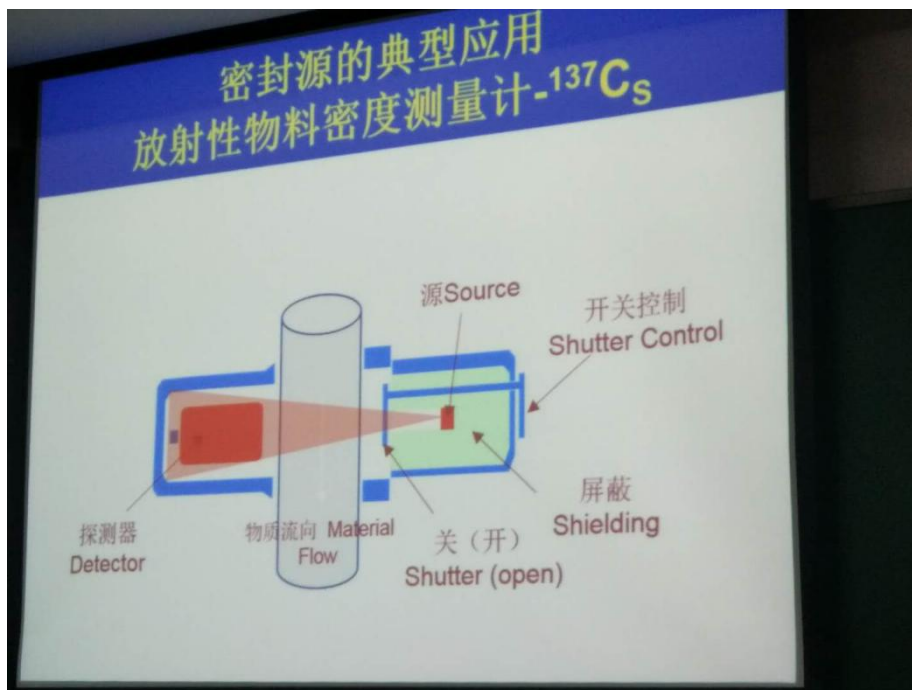 密封源的典型应用
放射性物料密度测量计-¹³⁷Cₛ
源Source
开关控制
Shutter Control
屏蔽
Shielding
关（开）
Shutter (open)
物质流向 Material
Flow
探测器
Detector